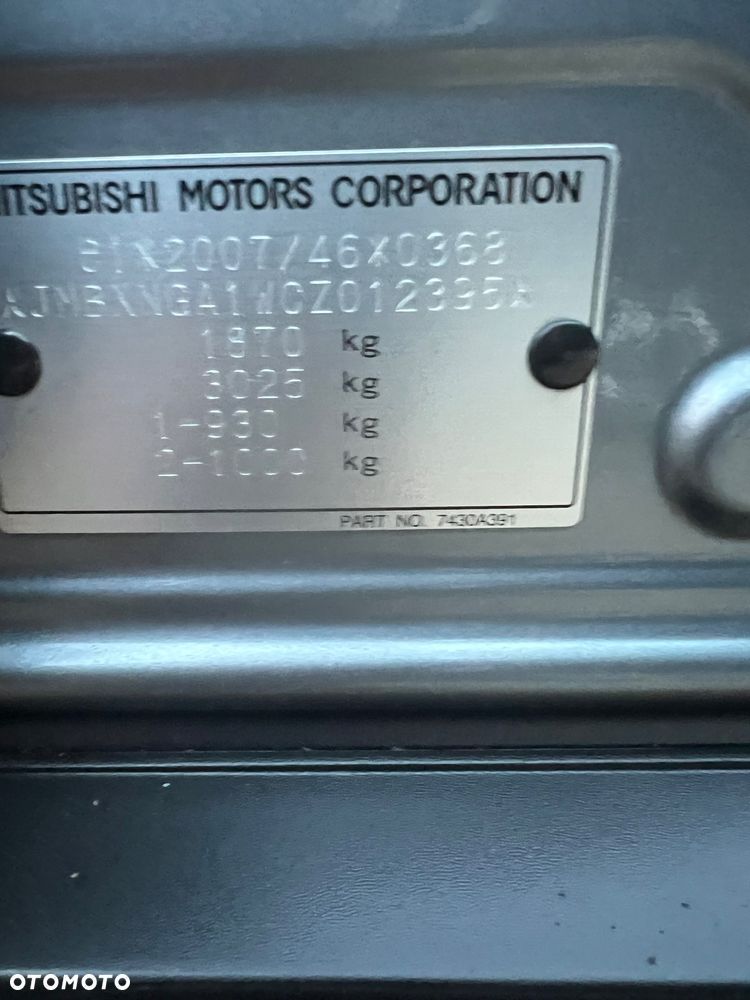 ITSUBISHI MOTORS CORPORATION
e1*2007/46*0368
*JMBXNGA1WCZ012395*
1870 kg
3025 kg
1-930 kg
2-1000 kg
PART NO. 7430A391
OTOMOTO